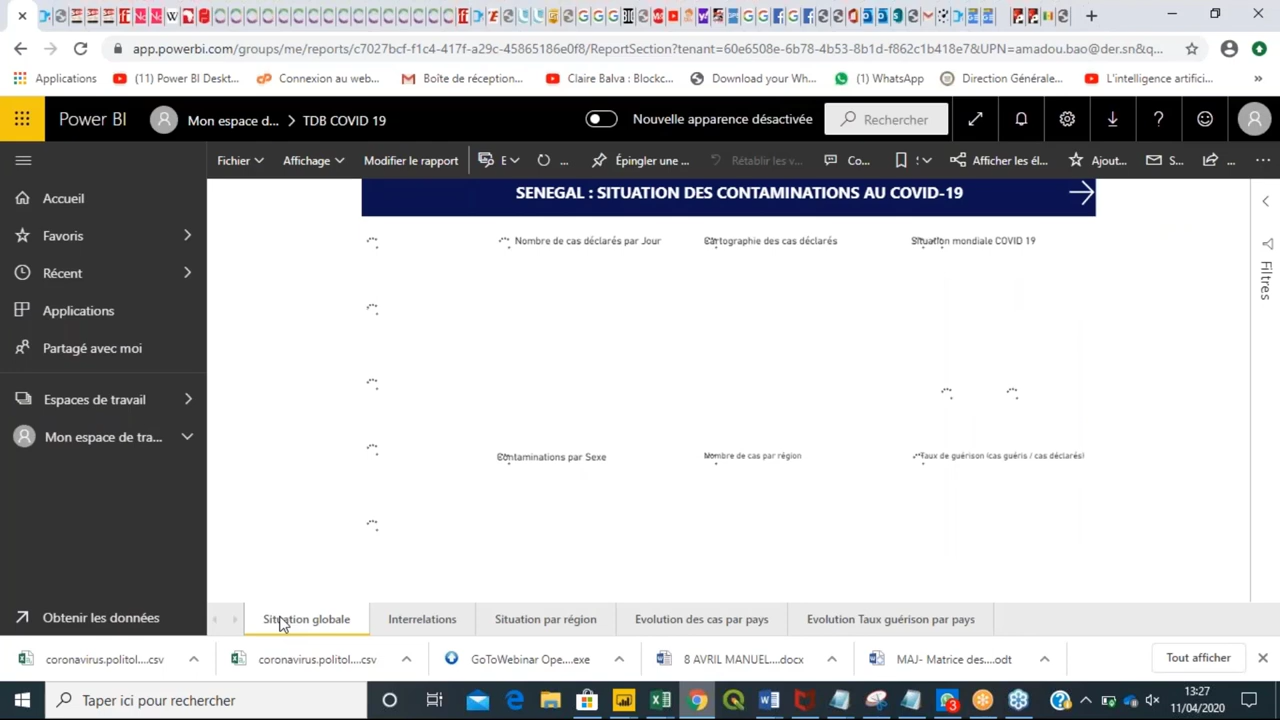 app.powerbi.com/groups/me/reports/c7027bcf-f1c4-417f-a29c-45865186e0f8/ReportSection?tenant=60e6508e-6b78-4b53-8b1d-f862c1b418e7&UPN=amadou.bao@der.sn&q...
Applications
(11) Power BI Deskt...
Connexion au web...
Boîte de réception...
Claire Balva : Blockc...
Download your Wh...
(1) WhatsApp
Direction Générale...
L'intelligence artifici...
Power BI
Mon espace d...
TDB COVID 19
Nouvelle apparence désactivée
Rechercher
Fichier
Affichage
Modifier le rapport
E
...
Épingler une ...
Rétablir les v...
Co...
Afficher les él...
Ajout...
S...
...
Accueil
Favoris
Récent
Applications
Partagé avec moi
Espaces de travail
Mon espace de tra...
Obtenir les données
SENEGAL : SITUATION DES CONTAMINATIONS AU COVID-19
Nombre de cas déclarés par Jour
Cartographie des cas déclarés
Situation mondiale COVID 19
Contaminations par Sexe
Nombre de cas par région
Taux de guérison (cas guéris / cas déclarés)
Filtres
Situation globale
Interrelations
Situation par région
Evolution des cas par pays
Evolution Taux guérison par pays
coronavirus.politol....csv
coronavirus.politol....csv
GoToWebinar Ope....exe
8 AVRIL MANUEL....docx
MAJ- Matrice des....odt
Tout afficher
Taper ici pour rechercher
3
13:27
11/04/2020